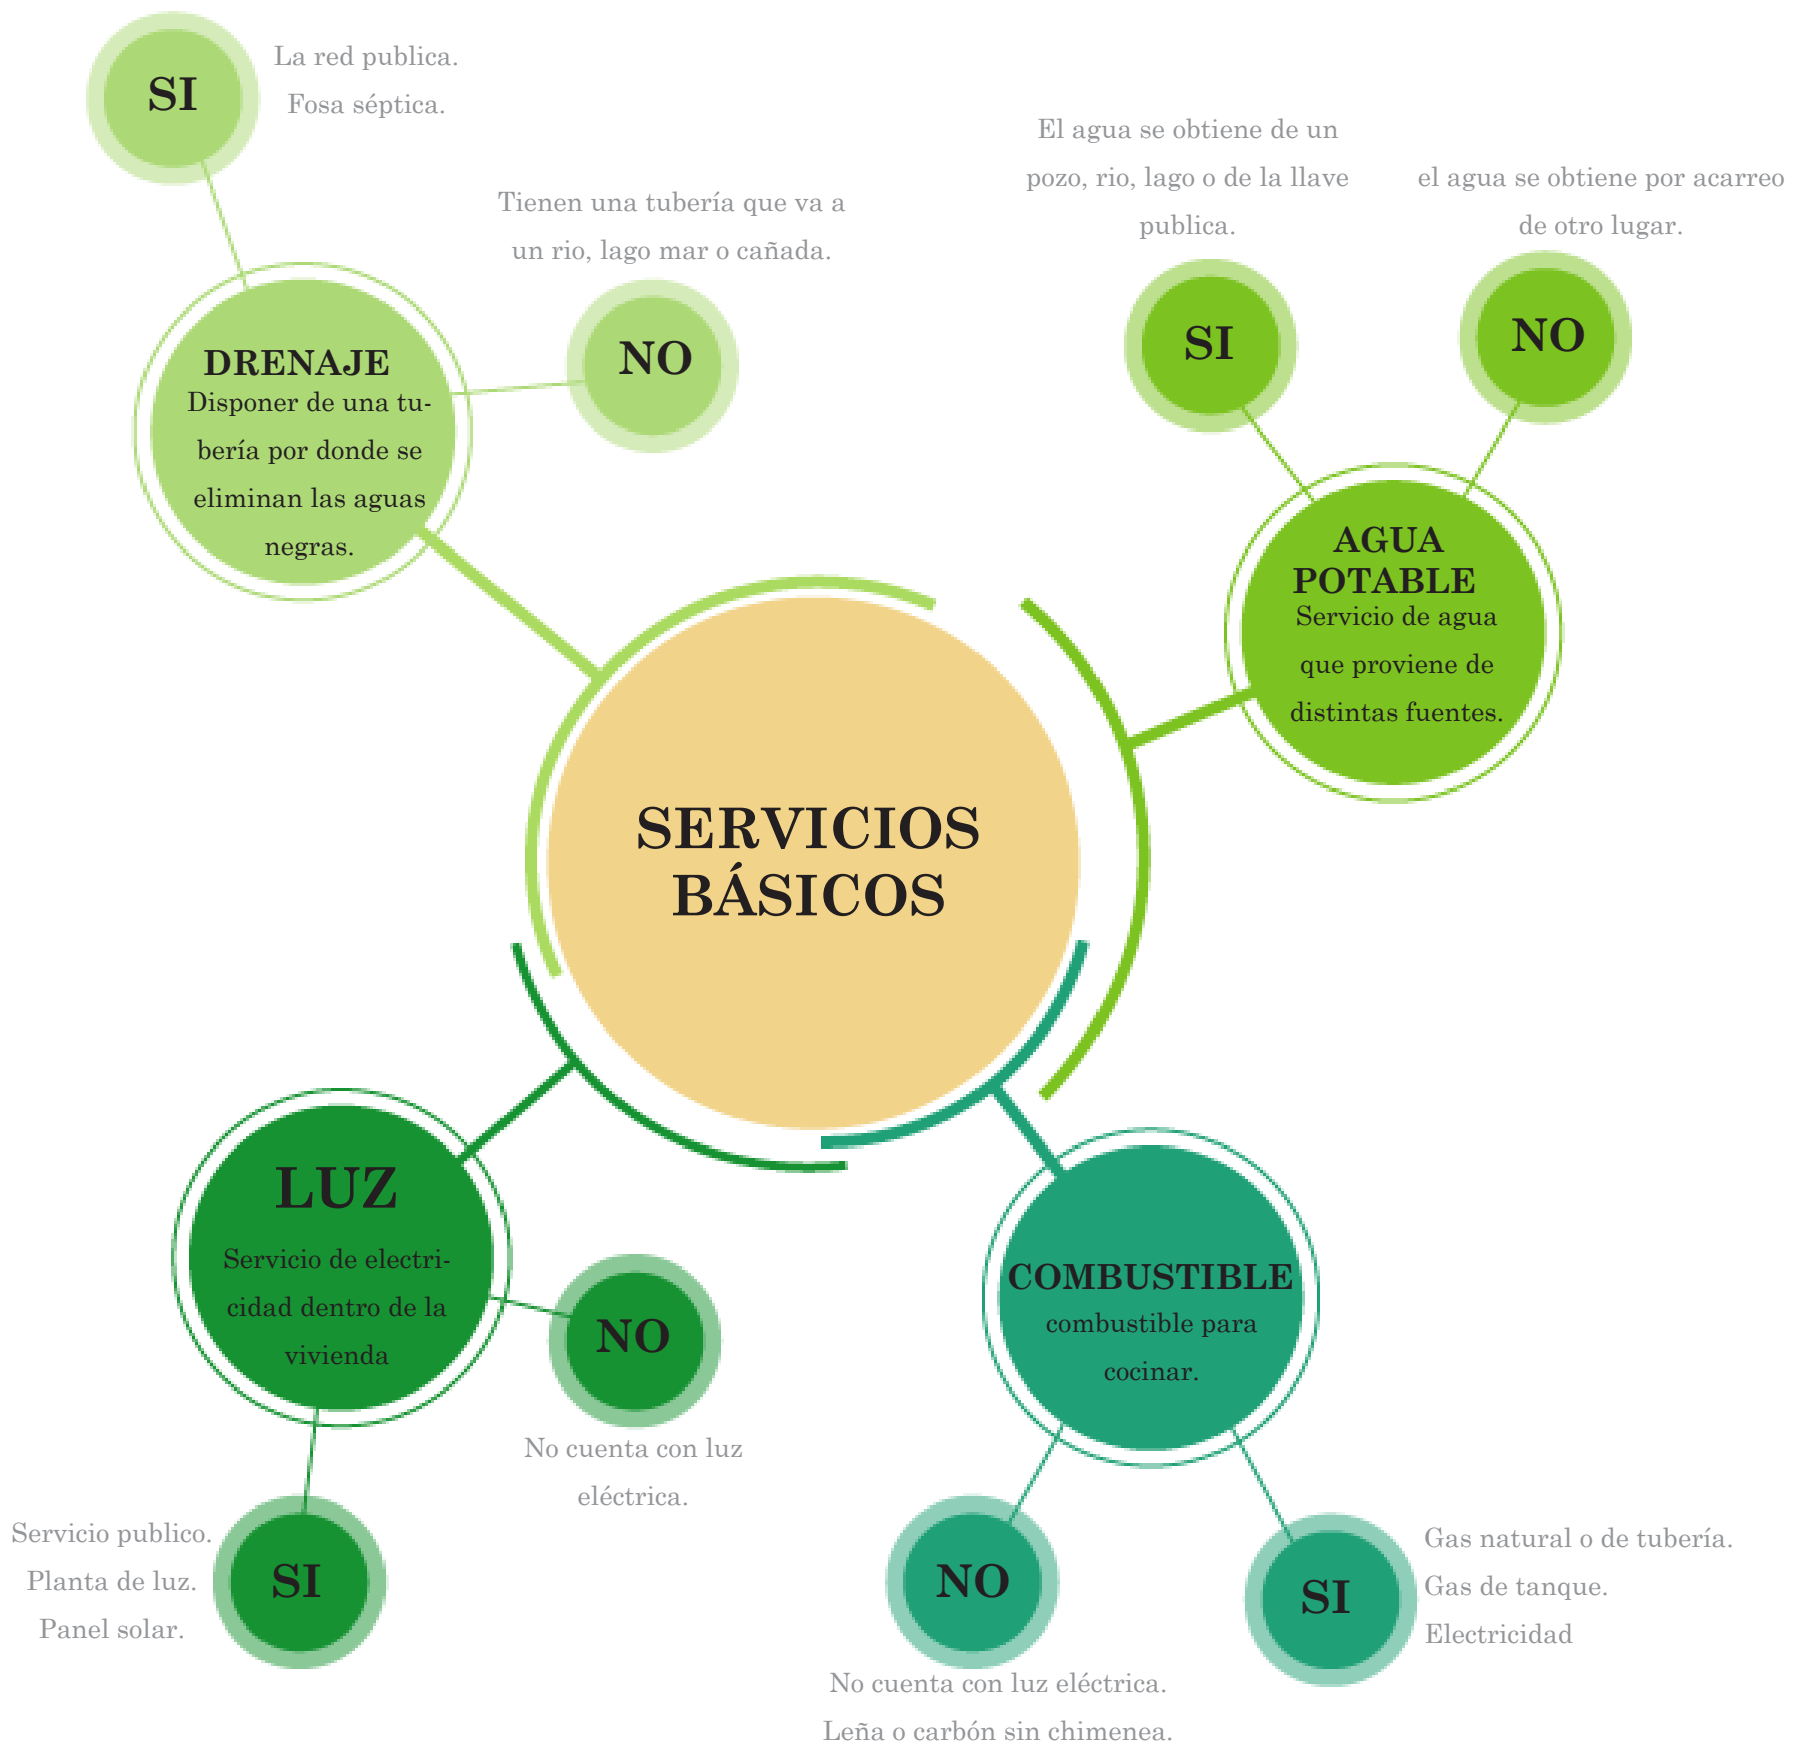 SI
La red publica.
Fosa séptica.
Tienen una tubería que va a
un rio, lago mar o cañada.
NO
DRENAJE
Disponer de una tu-
bería por donde se
eliminan las aguas
negras.
El agua se obtiene de un
pozo, rio, lago o de la llave
publica.
SI
el agua se obtiene por acarreo
de otro lugar.
NO
AGUA
POTABLE
Servicio de agua
que proviene de
distintas fuentes.
SERVICIOS
BÁSICOS
LUZ
Servicio de electri-
cidad dentro de la
vivienda
NO
No cuenta con luz
eléctrica.
Servicio publico.
Planta de luz.
Panel solar.
SI
COMBUSTIBLE
combustible para
cocinar.
NO
No cuenta con luz eléctrica.
Leña o carbón sin chimenea.
SI
Gas natural o de tubería.
Gas de tanque.
Electricidad